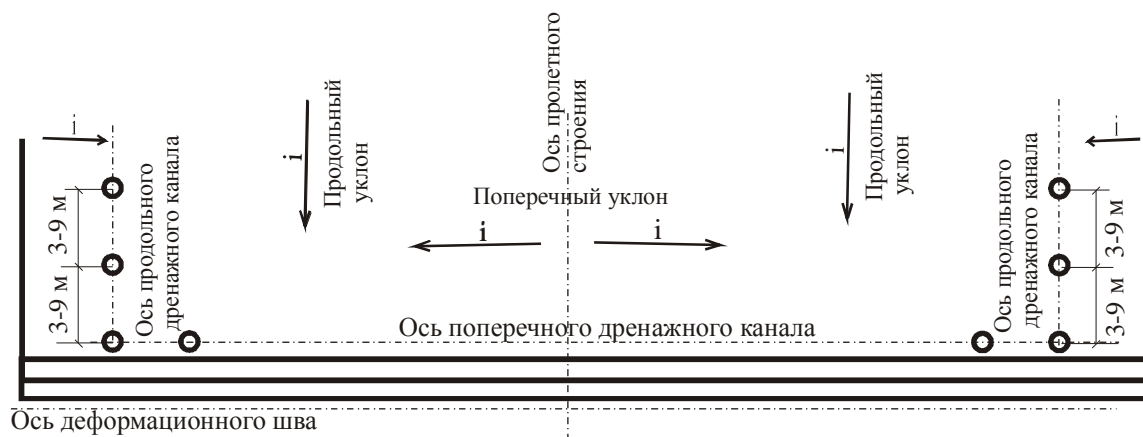 Ось пролетного
строения
i
Продольный
уклон
i
Продольный
уклон
i
i
Ось продольного
дренажного канала
Ось продольного
дренажного канала
Поперечный уклон
i
i
3-9 м
3-9 м
3-9 м
3-9 м
Ось поперечного дренажного канала
Ось деформационного шва